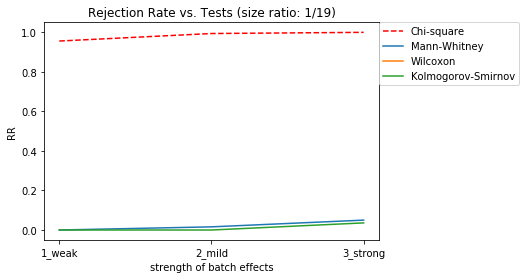 Rejection Rate vs. Tests (size ratio: 1/19)
Chi-square
Mann-Whitney
Wilcoxon
Kolmogorov-Smirnov
1.0
0.8
0.6
0.4
0.2
0.0
RR
1_weak 2_mild 3_strong
strength of batch effects